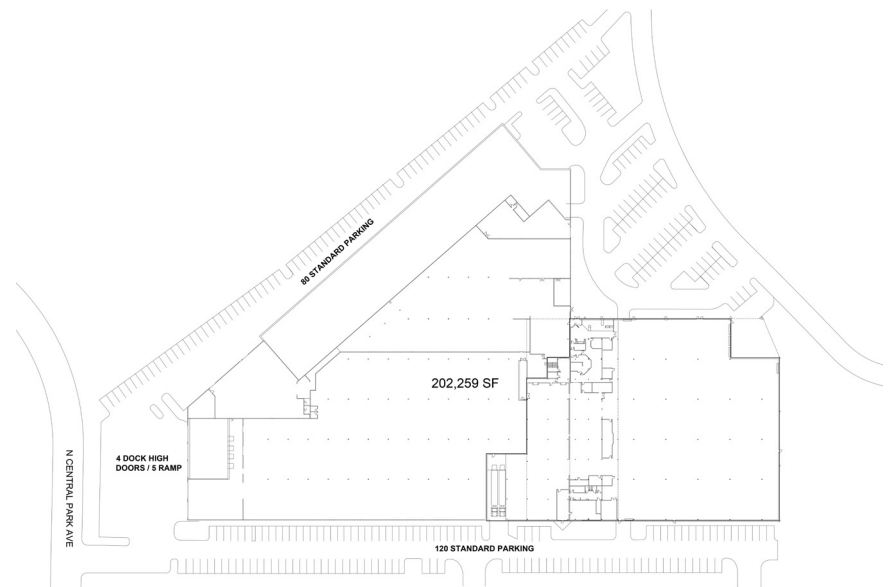 80 STANDARD PARKING
202,259 SF
4 DOCK HIGH
DOORS / 5 RAMP
N CENTRAL PARK AVE
120 STANDARD PARKING